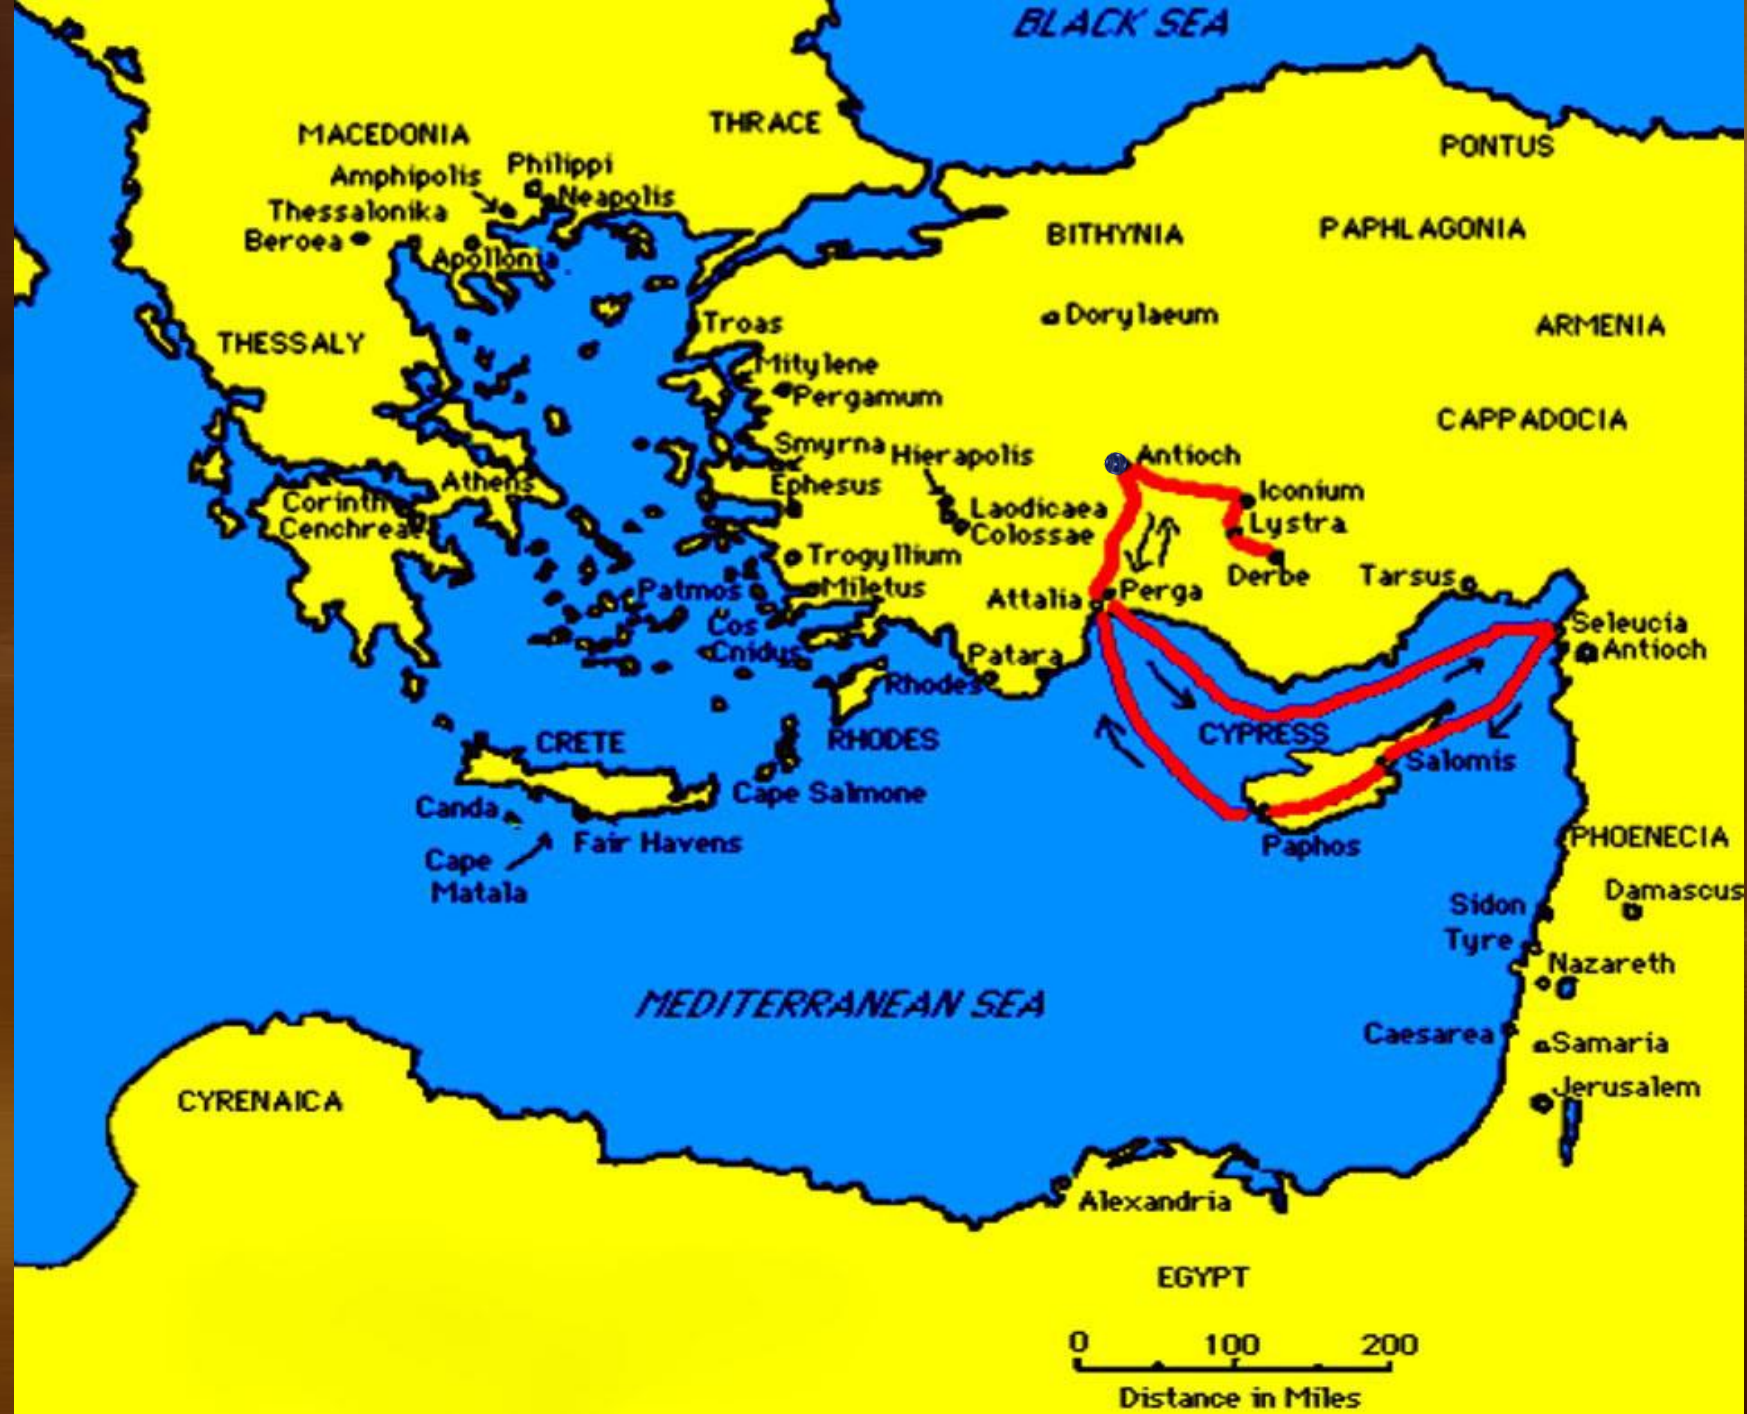 BLACK SEA
THRACE
PONTUS
MACEDONIA
Philippi
Amphipolis
Neapolis
Thessalonika
Beroea
Apollonia
BITHYNIA
PAPHLAGONIA
Dorylaeum
ARMENIA
THESSALY
Troas
Mitylene
Pergamum
CAPPADOCIA
Smyrna
Hierapolis
Antioch
Athens
Ephesus
Iconium
Corinth
Laodicaea
Lystra
Cenchreae
Colossae
Trogyllium
Derbe
Tarsus
Patmos
Miletus
Attalia
Perga
Cos
Seleucia
Cnidus
Patara
Antioch
Rhodes
CRETE
RHODES
CYPRESS
Salomis
Canda
Cape Salmone
Fair Havens
Paphos
PHOENECIA
Cape
Matala
Damascus
Sidon
Tyre
Nazareth
MEDITERRANEAN SEA
Caesarea
Samaria
Jerusalem
CYRENAICA
Alexandria
EGYPT
0 100 200
Distance in Miles